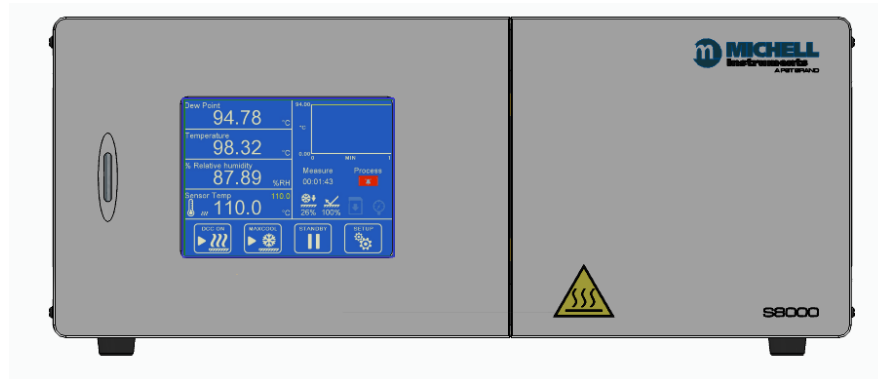 MICHELL
Instruments
A PST BRAND
Dew Point
94.78 °C
Temperature
98.32 °C
% Relative humidity
87.89 %RH
Sensor Temp 110.0
110.0 °C
94.00
°C
0.00
0 MIN 1
Measure Process
00:01:43
26% 100%
DCC ON
MAXCOOL
STANDBY
SETUP
S8000